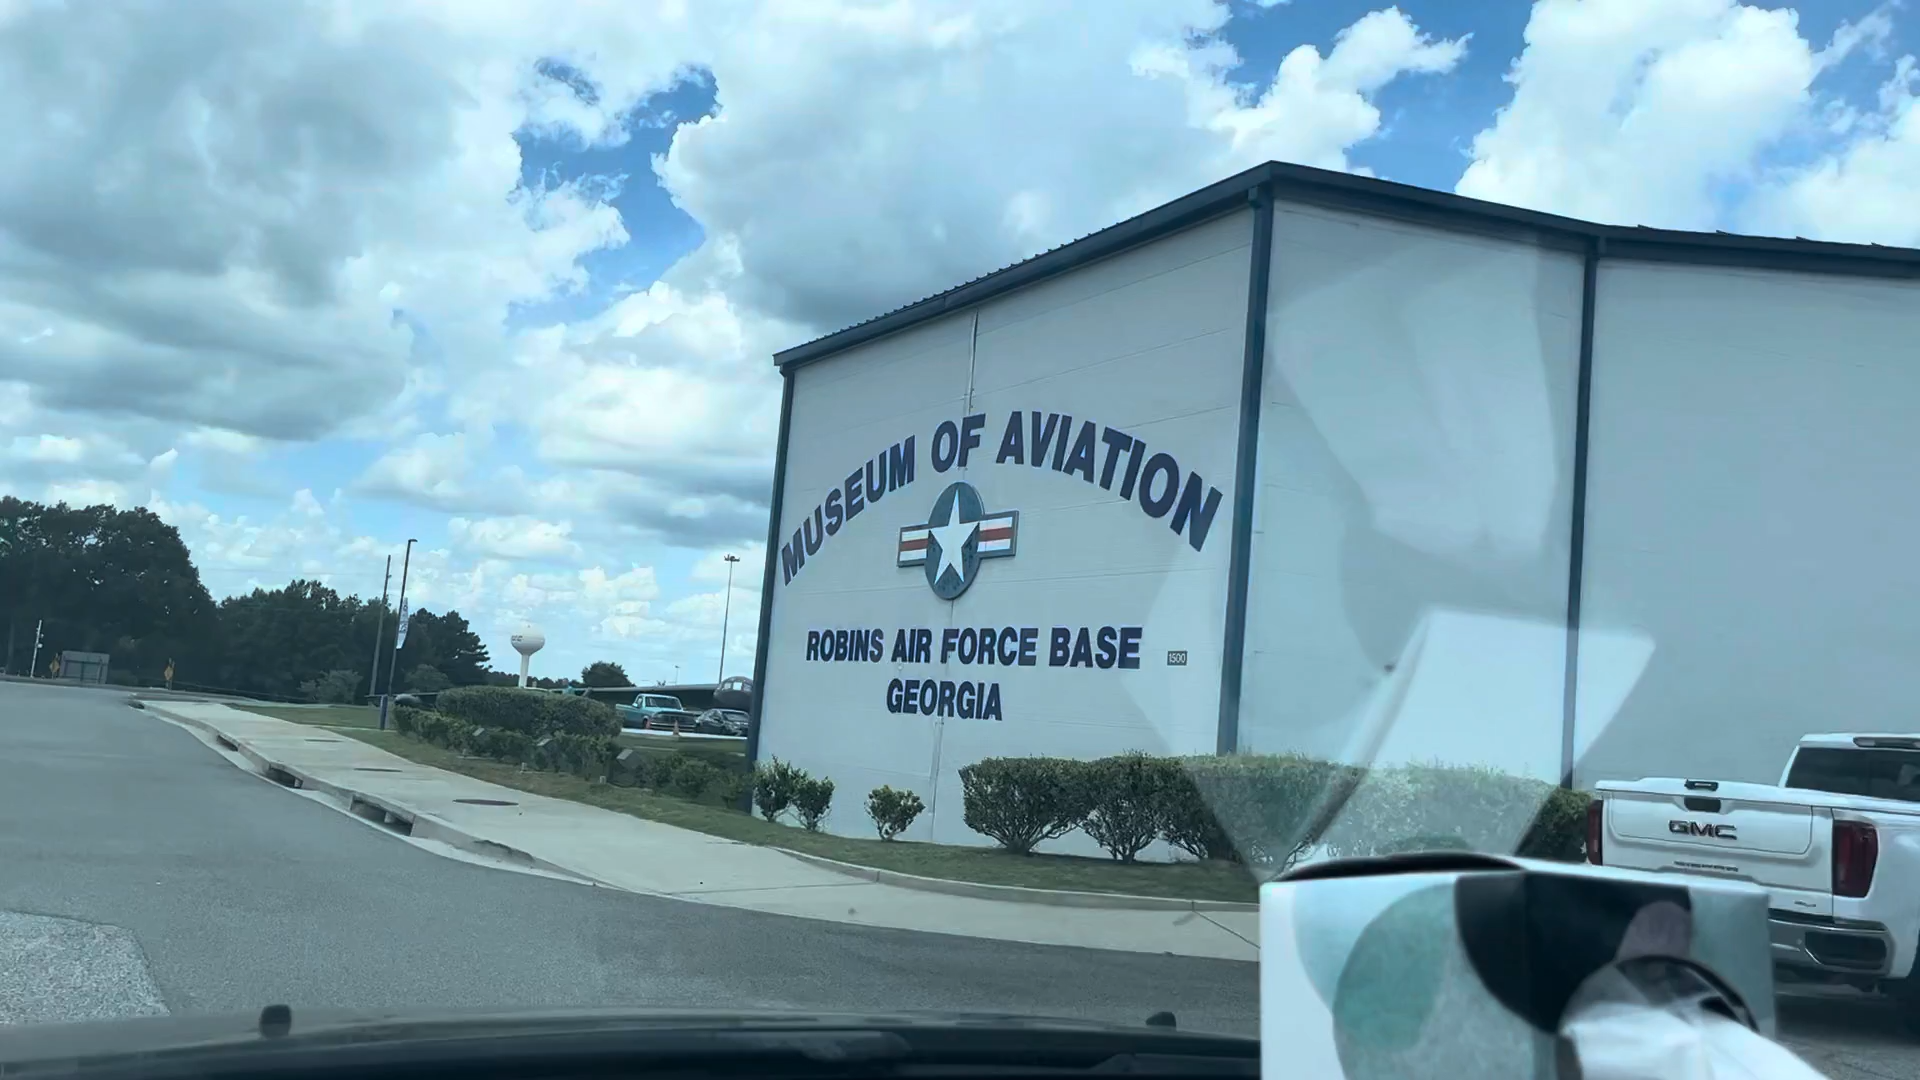 MUSEUM OF AVIATION
ROBINS AIR FORCE BASE
1500
GEORGIA
GMC